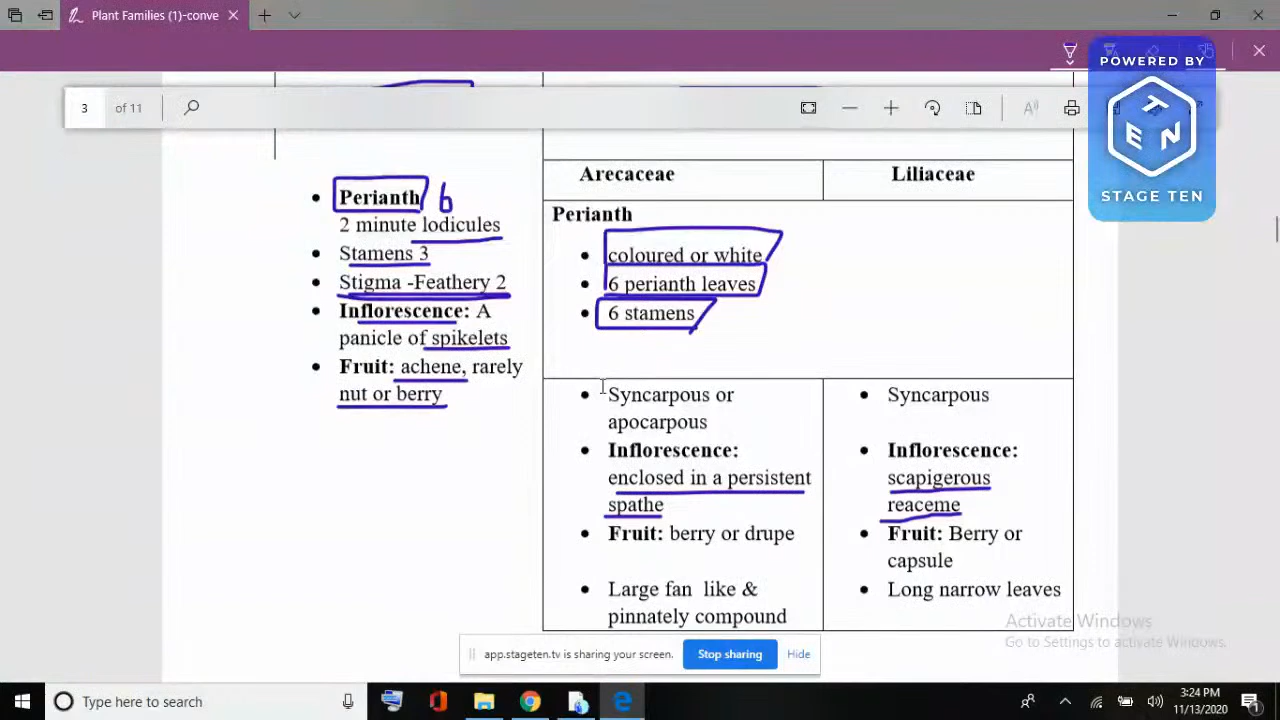 Plant Families (1)-conve
3 of 11
POWERED BY
TEN
STAGE TEN
Perianth 6
2 minute lodicules
Stamens 3
Stigma -Feathery 2
Inflorescence: A
panicle of spikelets
Fruit: achene, rarely
nut or berry
Arecaceae
Liliaceae
Perianth
coloured or white
6 perianth leaves
6 stamens
Syncarpous or
apocarpous
Inflorescence:
enclosed in a persistent
spathe
Fruit: berry or drupe
Large fan like &
pinnately compound
Syncarpous
Inflorescence:
scapigerous
reaceme
Fruit: Berry or
capsule
Long narrow leaves
Activate Windows
Go to Settings to activate Windows.
app.stageten.tv is sharing your screen.
Stop sharing
Hide
Type here to search
3:24 PM
11/13/2020